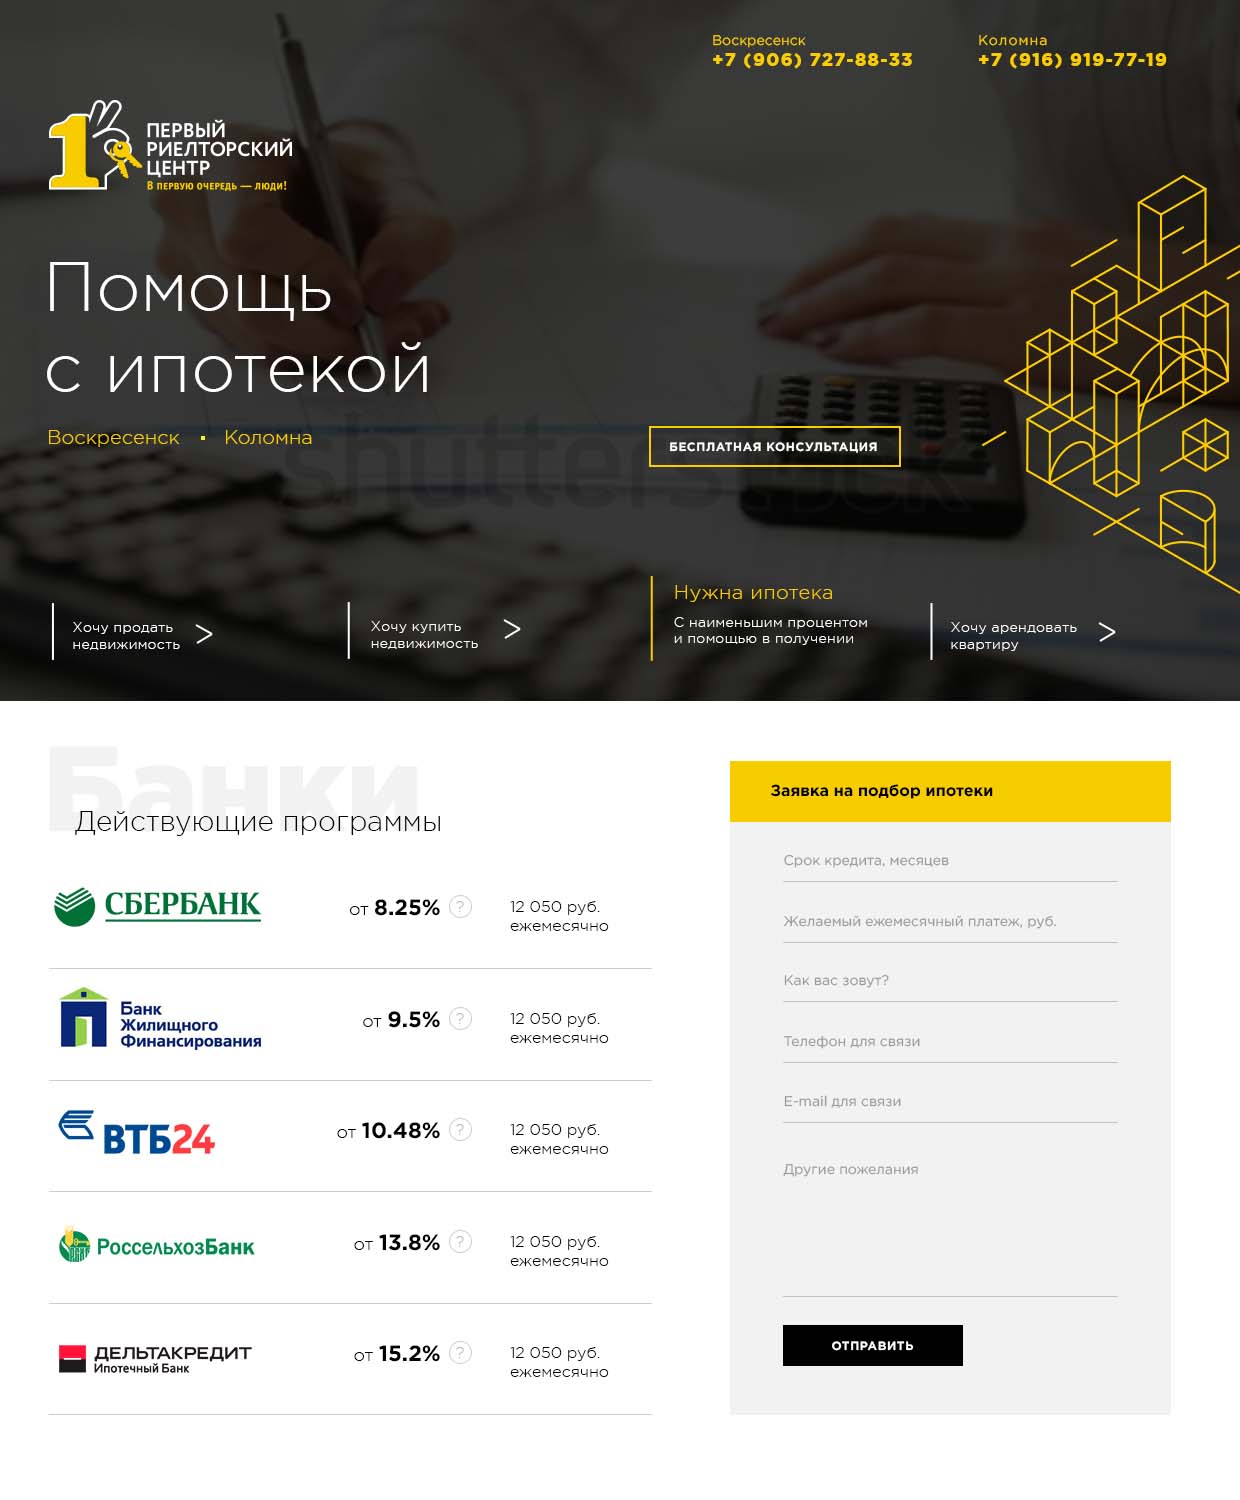 Воскресенск
+7 (906) 727-88-33
Коломна
+7 (916) 919-77-19
1
ПЕРВЫЙ
РИЕЛТОРСКИЙ
ЦЕНТР
В ПЕРВУЮ ОЧЕРЕДЬ — ЛЮДИ!
Помощь
с ипотекой
Воскресенск
Коломна
shutterstock
БЕСПЛАТНАЯ КОНСУЛЬТАЦИЯ
Хочу продать
недвижимость
>
Хочу купить
недвижимость
>
Нужна ипотека
С наименьшим процентом
и помощью в получении
Хочу арендовать
квартиру
>
Банки
Действующие программы
СБЕРБАНК
от 8.25% ?
12 050 руб.
ежемесячно
Банк
Жилищного
Финансирования
от 9.5% ?
12 050 руб.
ежемесячно
ВТБ24
от 10.48% ?
12 050 руб.
ежемесячно
РоссельхозБанк
от 13.8% ?
12 050 руб.
ежемесячно
ДЕЛЬТАКРЕДИТ
Ипотечный Банк
от 15.2% ?
12 050 руб.
ежемесячно
Заявка на подбор ипотеки
Срок кредита, месяцев
Желаемый ежемесячный платеж, руб.
Как вас зовут?
Телефон для связи
E-mail для связи
Другие пожелания
ОТПРАВИТЬ